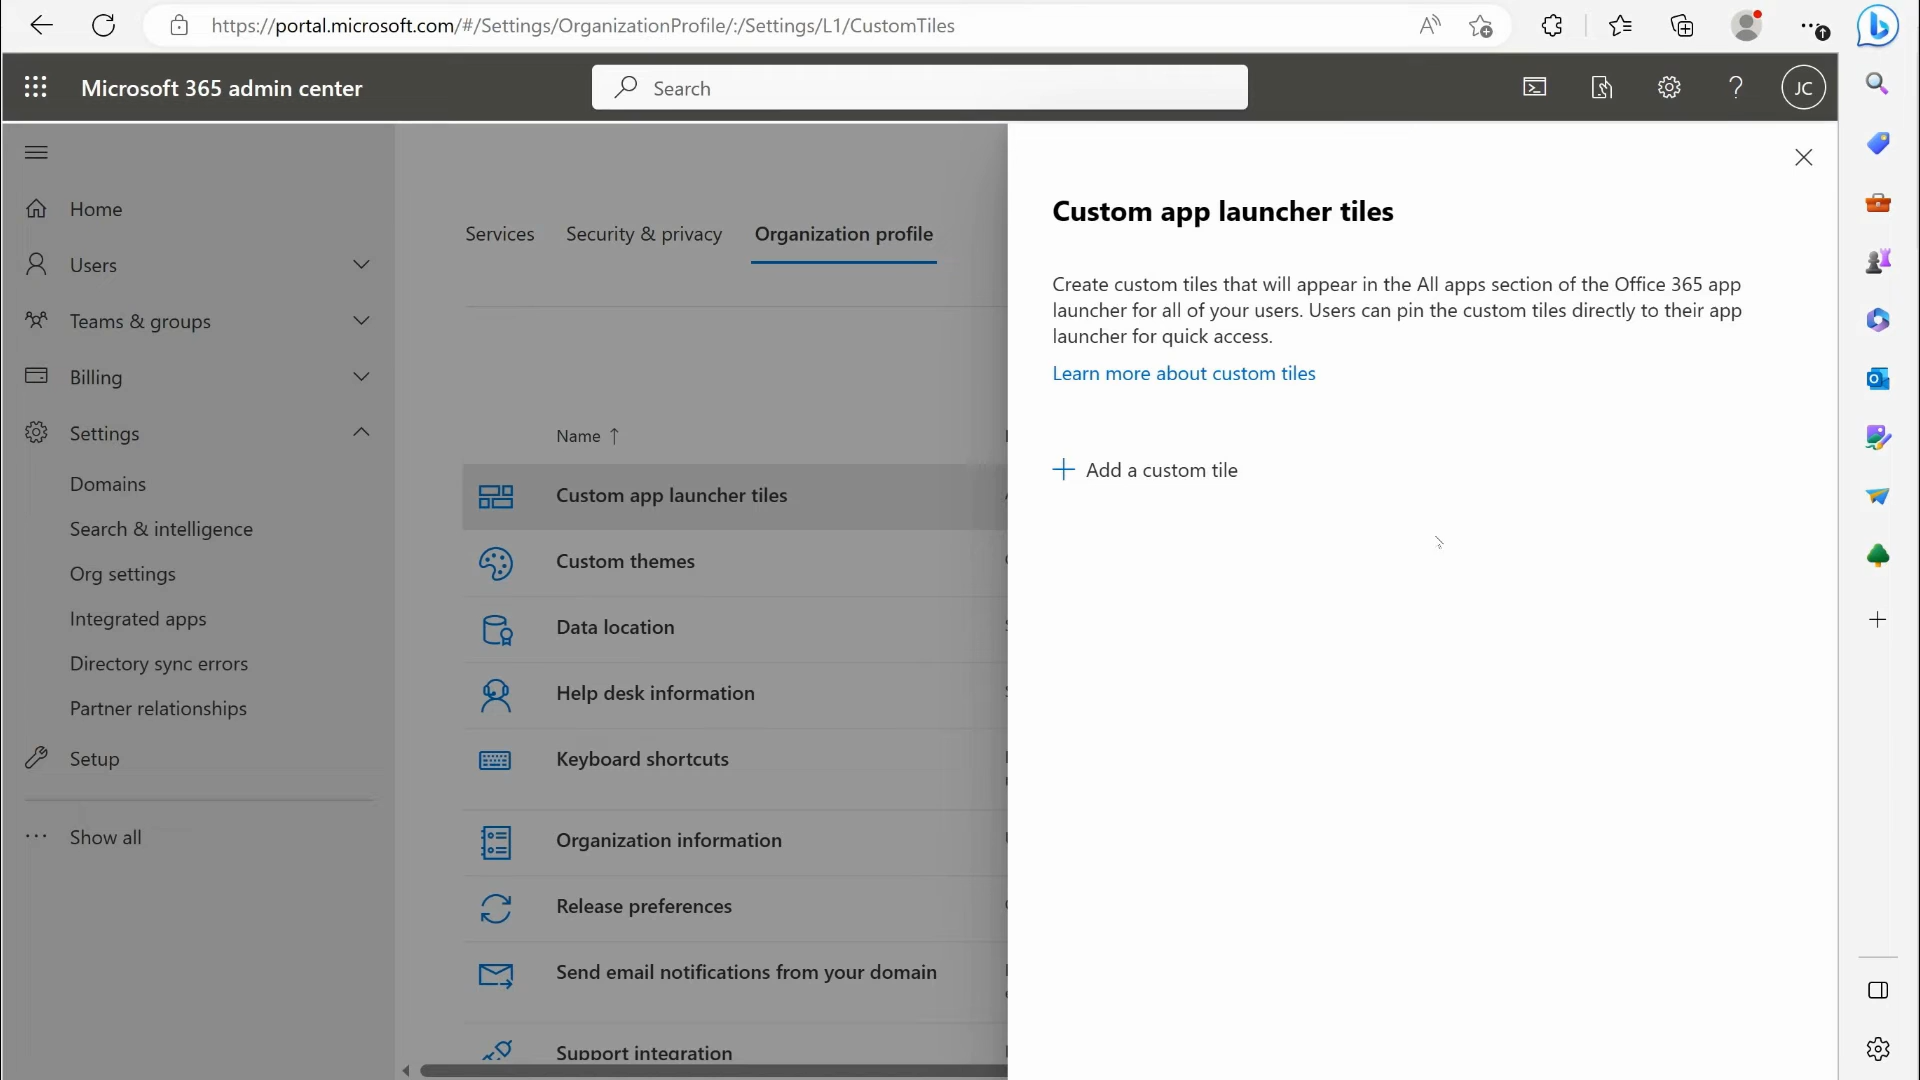 https://portal.microsoft.com/#/Settings/OrganizationProfile/:/Settings/L1/CustomTiles
Microsoft 365 admin center
Search
JC
Home
Users
Teams & groups
Billing
Settings
Domains
Search & intelligence
Org settings
Integrated apps
Directory sync errors
Partner relationships
Setup
Show all
Services
Security & privacy
Organization profile
Name ↑
Custom app launcher tiles
Custom themes
Data location
Help desk information
Keyboard shortcuts
Organization information
Release preferences
Send email notifications from your domain
Support integration
Custom app launcher tiles
Create custom tiles that will appear in the All apps section of the Office 365 app
launcher for all of your users. Users can pin the custom tiles directly to their app
launcher for quick access.
Learn more about custom tiles
Add a custom tile